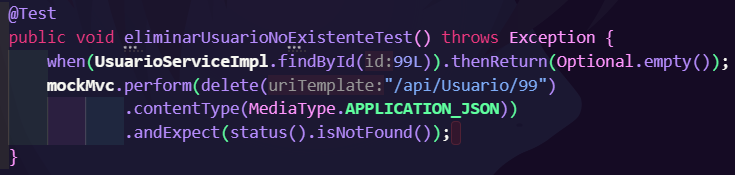 @Test
public void eliminarUsuarioNoExistenteTest() throws Exception {
    when(UsuarioServiceImpl.findById(id:99L)).thenReturn(Optional.empty());
    mockMvc.perform(delete(uriTemplate:"/api/Usuario/99")
            .contentType(MediaType.APPLICATION_JSON))
            .andExpect(status().isNotFound());
}